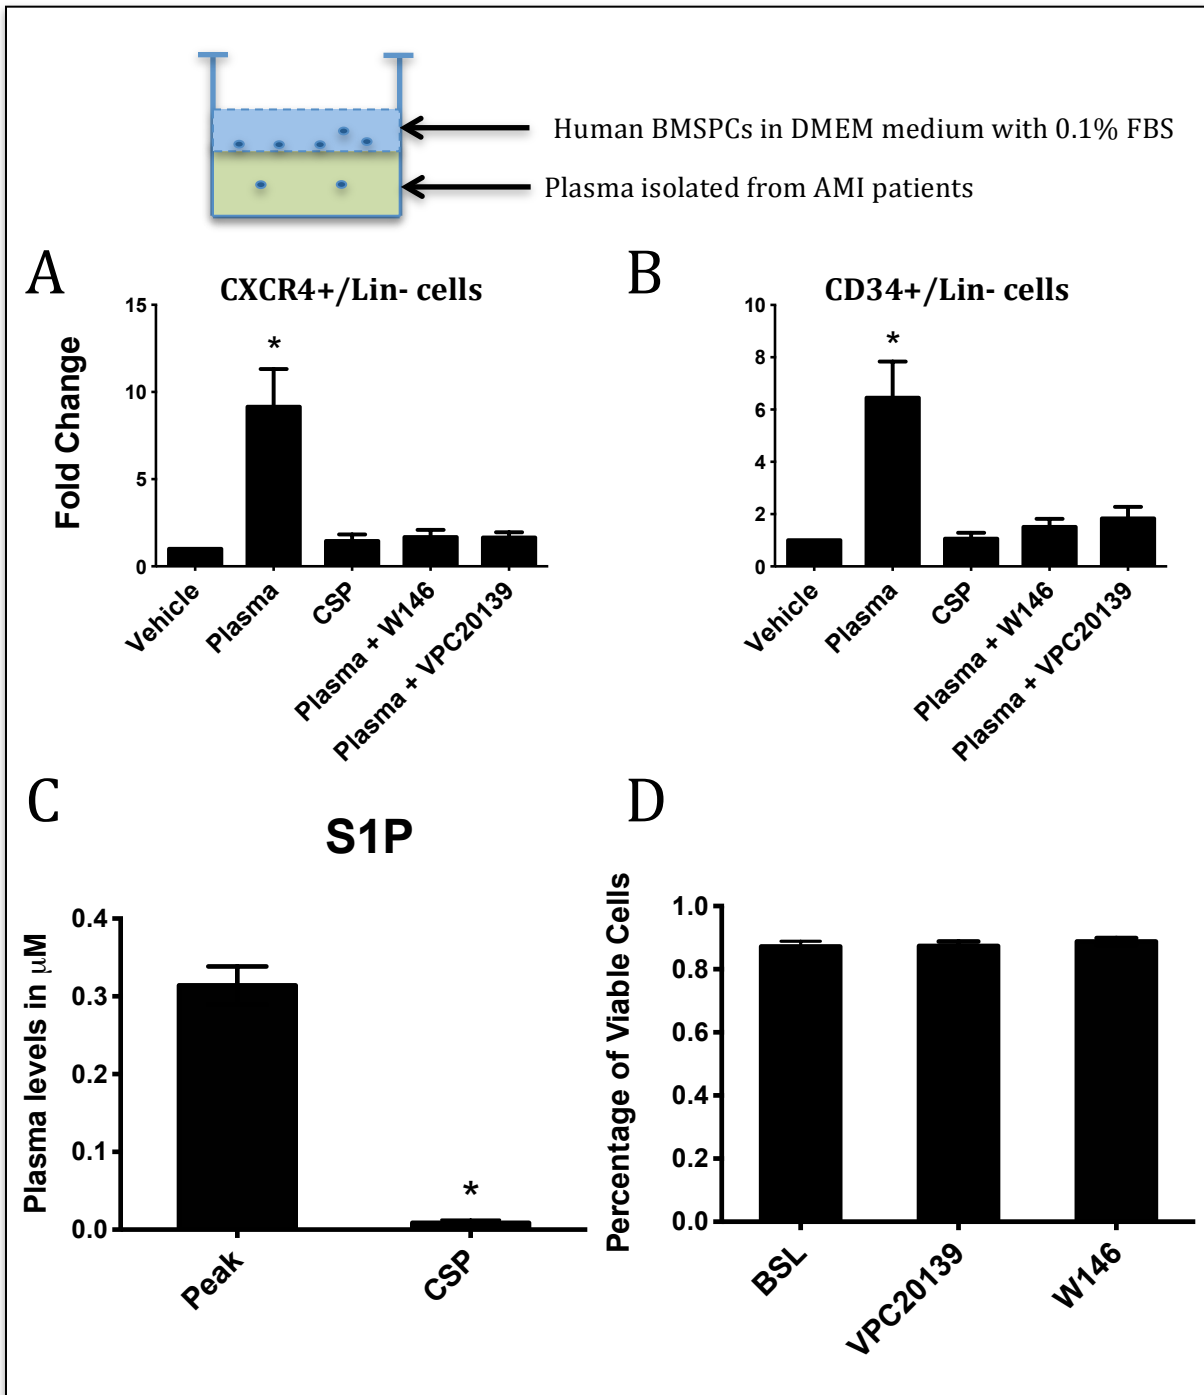 Human BMSPCs in DMEM medium with 0.1% FBS
Plasma isolated from AMI patients
A
CXCR4+/Lin- cells
Fold Change
15
10
5
0
*
Vehicle
Plasma
CSP
Plasma + W146
Plasma + VPC20139
B
CD34+/Lin- cells
10
8
6
4
2
0
*
Vehicle
Plasma
CSP
Plasma + W146
Plasma + VPC20139
C
S1P
Plasma levels in μM
0.4
0.3
0.2
0.1
0.0
*
Peak
CSP
D
Percentage of Viable Cells
1.0
0.8
0.6
0.4
0.2
0.0
BSL
VPC20139
W146